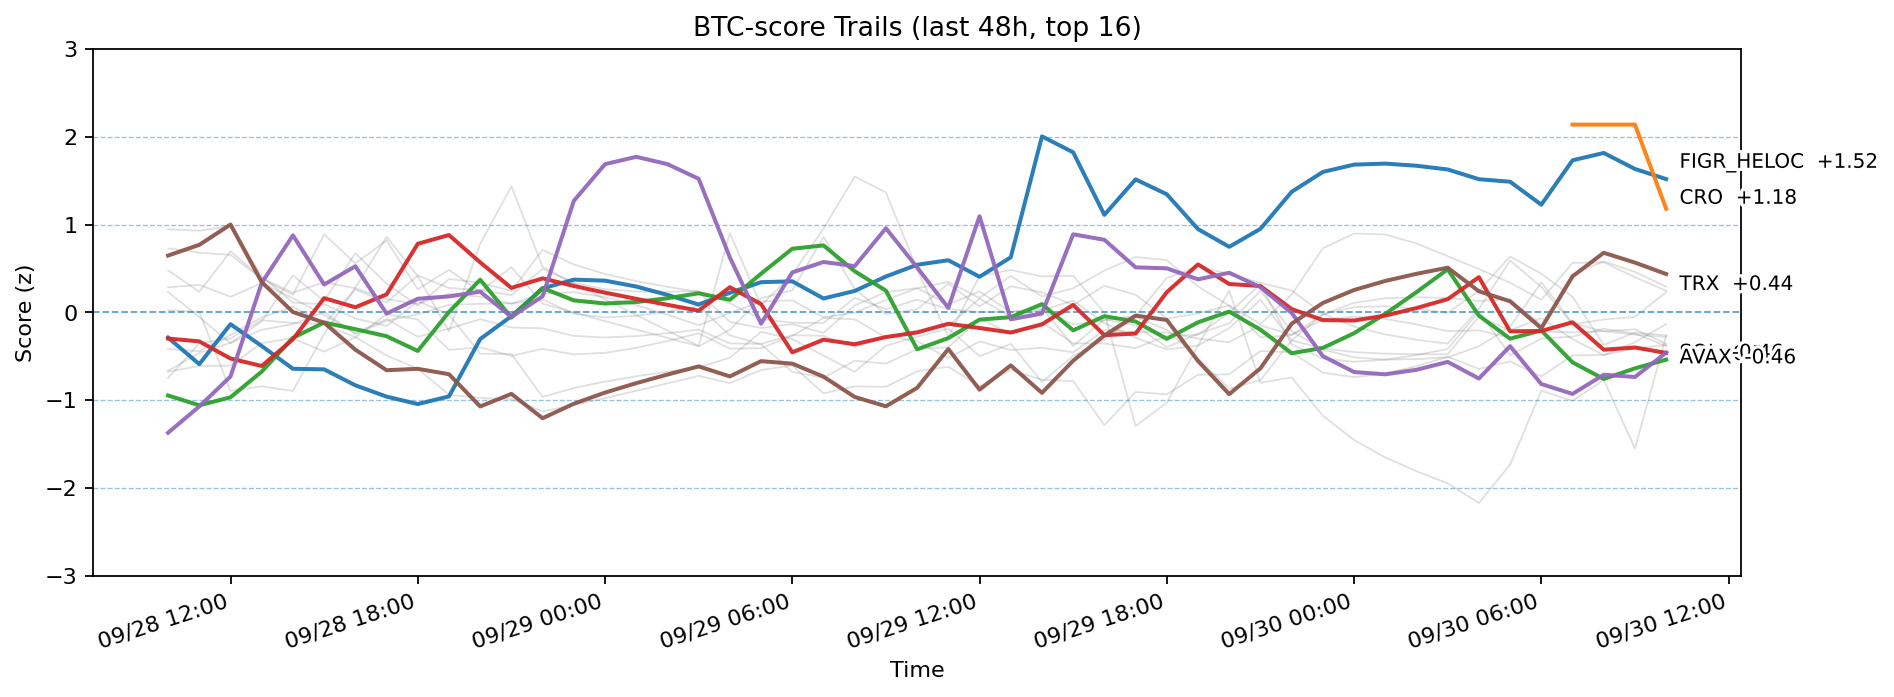 BTC-score Trails (last 48h, top 16)
Score (z)
3
2
1
0
−1
−2
−3
FIGR_HELOC +1.52
CRO +1.18
TRX +0.44
AVAX -0.46
09/28 12:00
09/28 18:00
09/29 00:00
09/29 06:00
09/29 12:00
09/29 18:00
09/30 00:00
09/30 06:00
09/30 12:00
Time